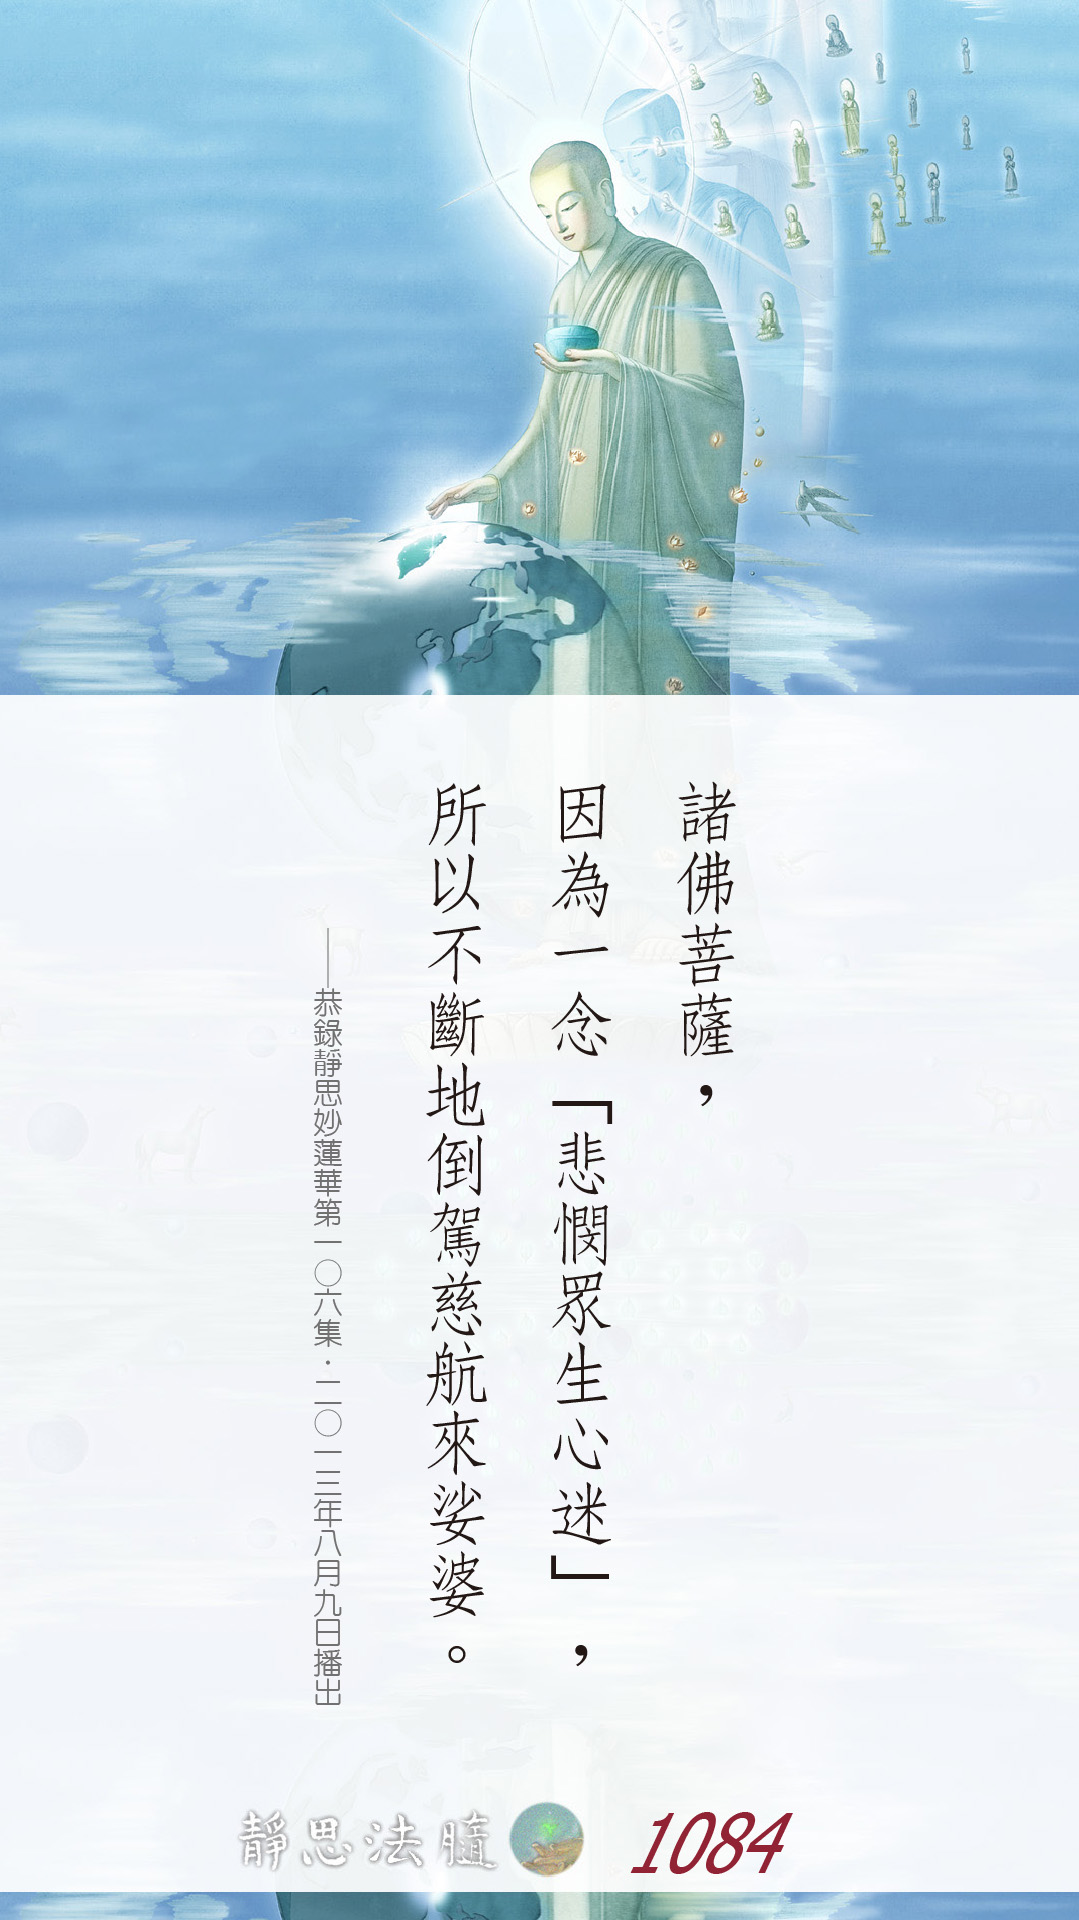 諸佛菩薩，
因為一念「悲憫眾生心迷」，
所以不斷地倒駕慈航來娑婆。
——恭錄靜思妙蓮華第一〇六集．二〇一三年八月九日播出
靜思法髓
1084